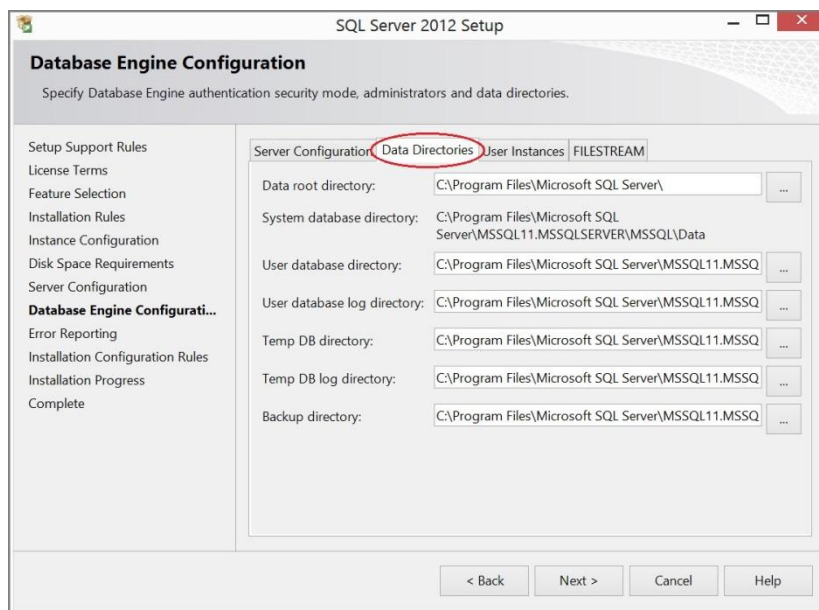 SQL Server 2012 Setup
Database Engine Configuration
Specify Database Engine authentication security mode, administrators and data directories.
Setup Support Rules
License Terms
Feature Selection
Installation Rules
Instance Configuration
Disk Space Requirements
Server Configuration
Database Engine Configurati...
Error Reporting
Installation Configuration Rules
Installation Progress
Complete
Server Configuration Data Directories User Instances FILESTREAM
Data root directory: C:\Program Files\Microsoft SQL Server\ ...
System database directory: C:\Program Files\Microsoft SQL
Server\MSSQL11.MSSQLSERVER\MSSQL\Data
User database directory: C:\Program Files\Microsoft SQL Server\MSSQL11.MSSQ ...
User database log directory: C:\Program Files\Microsoft SQL Server\MSSQL11.MSSQ ...
Temp DB directory: C:\Program Files\Microsoft SQL Server\MSSQL11.MSSQ ...
Temp DB log directory: C:\Program Files\Microsoft SQL Server\MSSQL11.MSSQ ...
Backup directory: C:\Program Files\Microsoft SQL Server\MSSQL11.MSSQ ...
< Back Next > Cancel Help